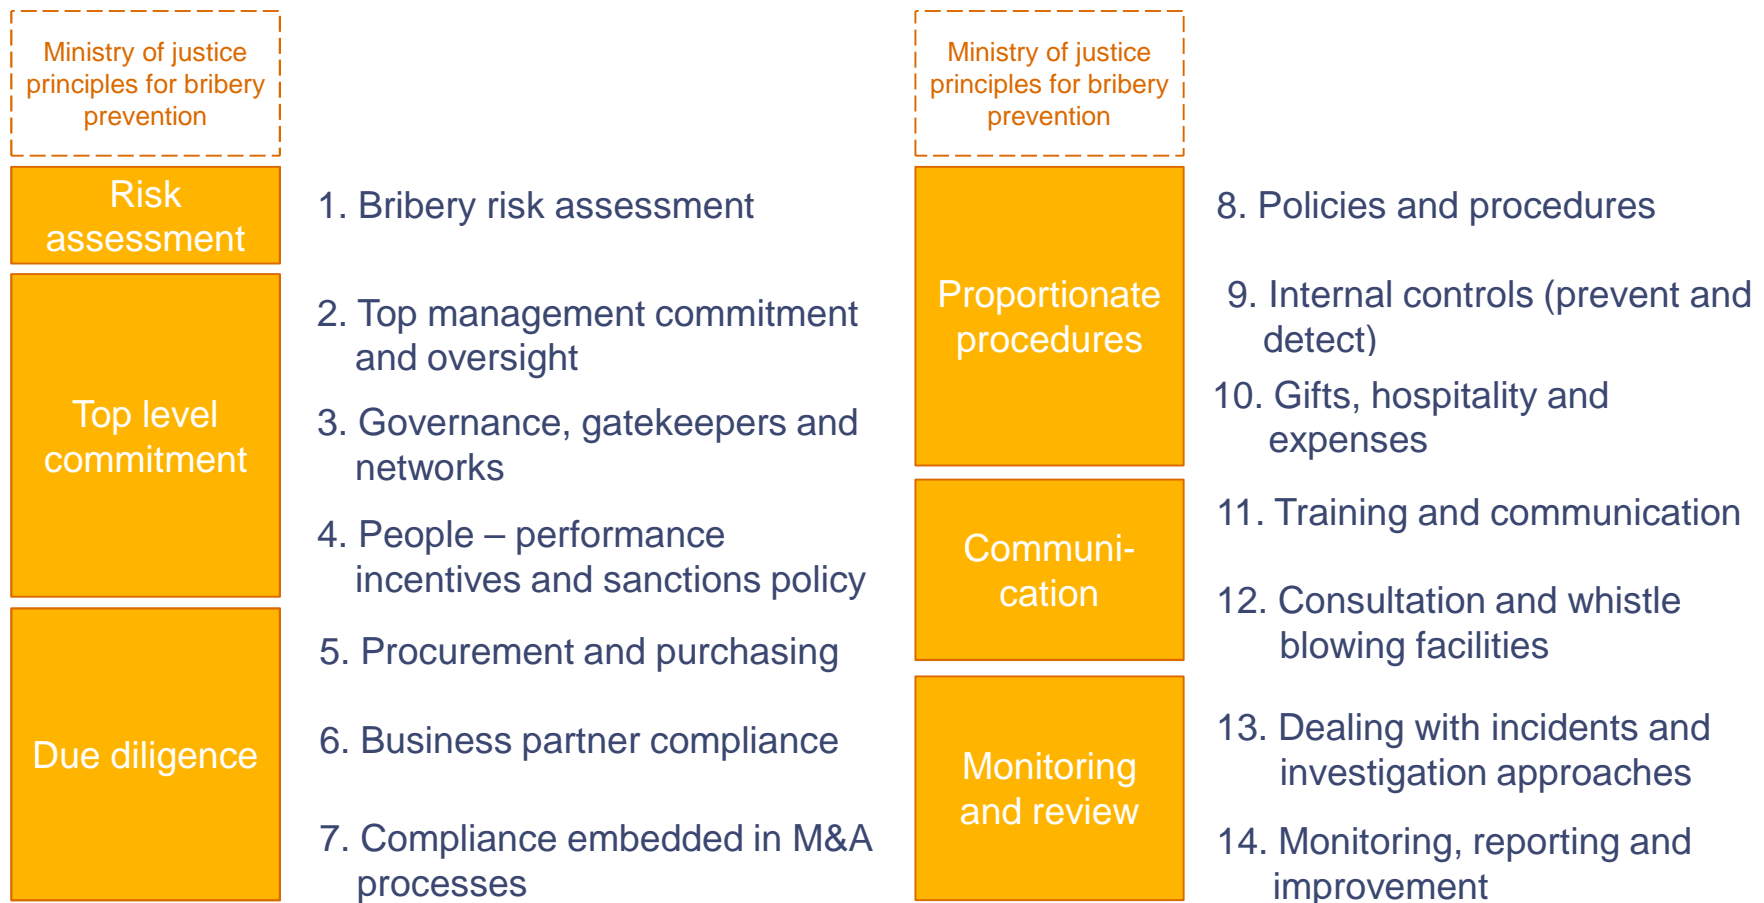 Ministry of justice
principles for bribery
prevention
Risk
assessment
1. Bribery risk assessment
Top level
commitment
2. Top management commitment
and oversight
3. Governance, gatekeepers and
networks
4. People – performance
incentives and sanctions policy
Due diligence
5. Procurement and purchasing
6. Business partner compliance
7. Compliance embedded in M&A
processes
Ministry of justice
principles for bribery
prevention
Proportionate
procedures
8. Policies and procedures
9. Internal controls (prevent and
detect)
10. Gifts, hospitality and
expenses
Communi-
cation
11. Training and communication
12. Consultation and whistle
blowing facilities
Monitoring
and review
13. Dealing with incidents and
investigation approaches
14. Monitoring, reporting and
improvement